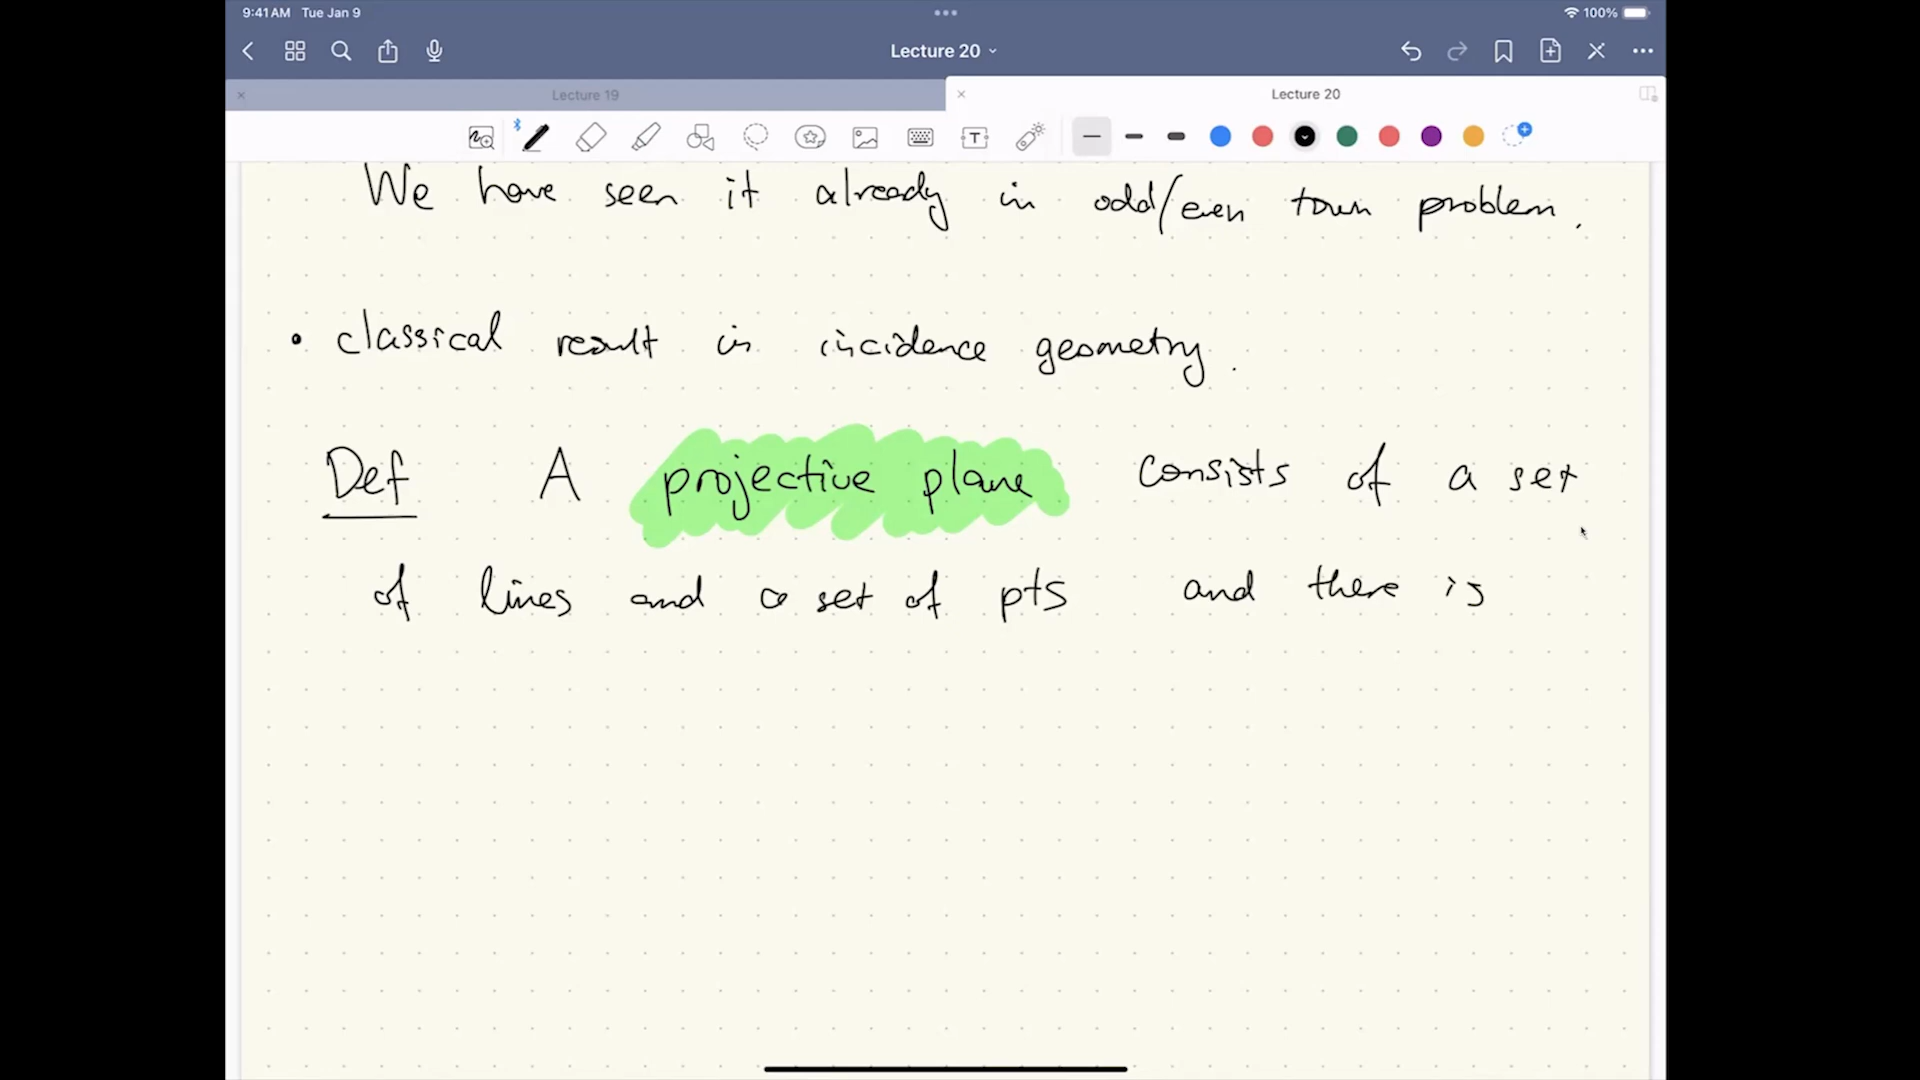 9:41 AM Tue Jan 9
100%
Lecture 20
Lecture 19
Lecture 20
T
We have seen it already in odd/even town problem.
• classical result in incidence geometry.
Def A projective plane consists of a set
of lines and a set of pts and there is